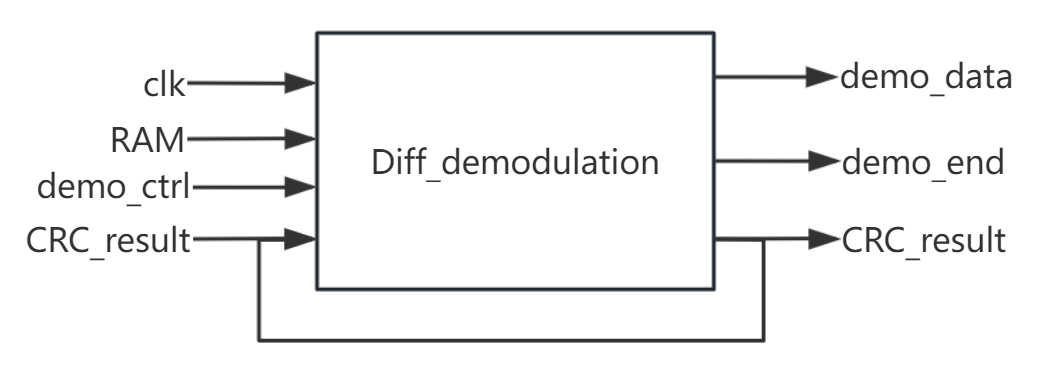 clk
RAM
demo_ctrl
CRC_result
Diff_demodulation
demo_data
demo_end
CRC_result